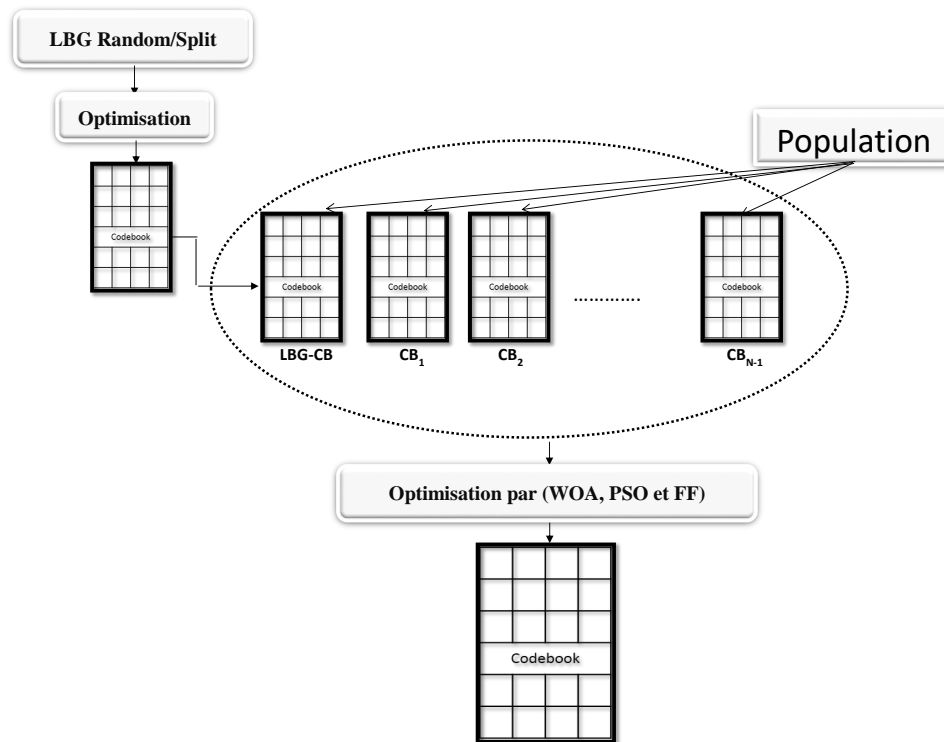 LBG Random/Split
Optimisation
Population
Codebook
Codebook
Codebook
Codebook
Codebook
............
LBG-CB
CB1
CB2
CBN-1
Optimisation par (WOA, PSO et FF)
Codebook